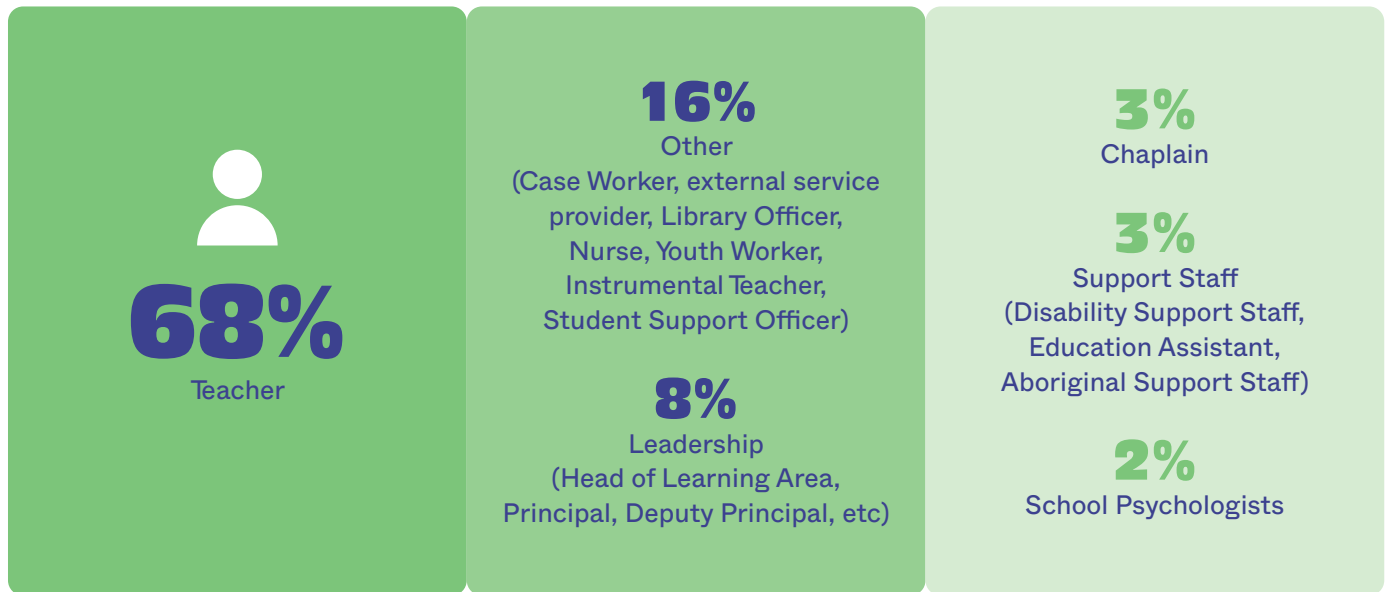 68%
Teacher
16%
Other
(Case Worker, external service
provider, Library Officer,
Nurse, Youth Worker,
Instrumental Teacher,
Student Support Officer)
8%
Leadership
(Head of Learning Area,
Principal, Deputy Principal, etc)
3%
Chaplain
3%
Support Staff
(Disability Support Staff,
Education Assistant,
Aboriginal Support Staff)
2%
School Psychologists